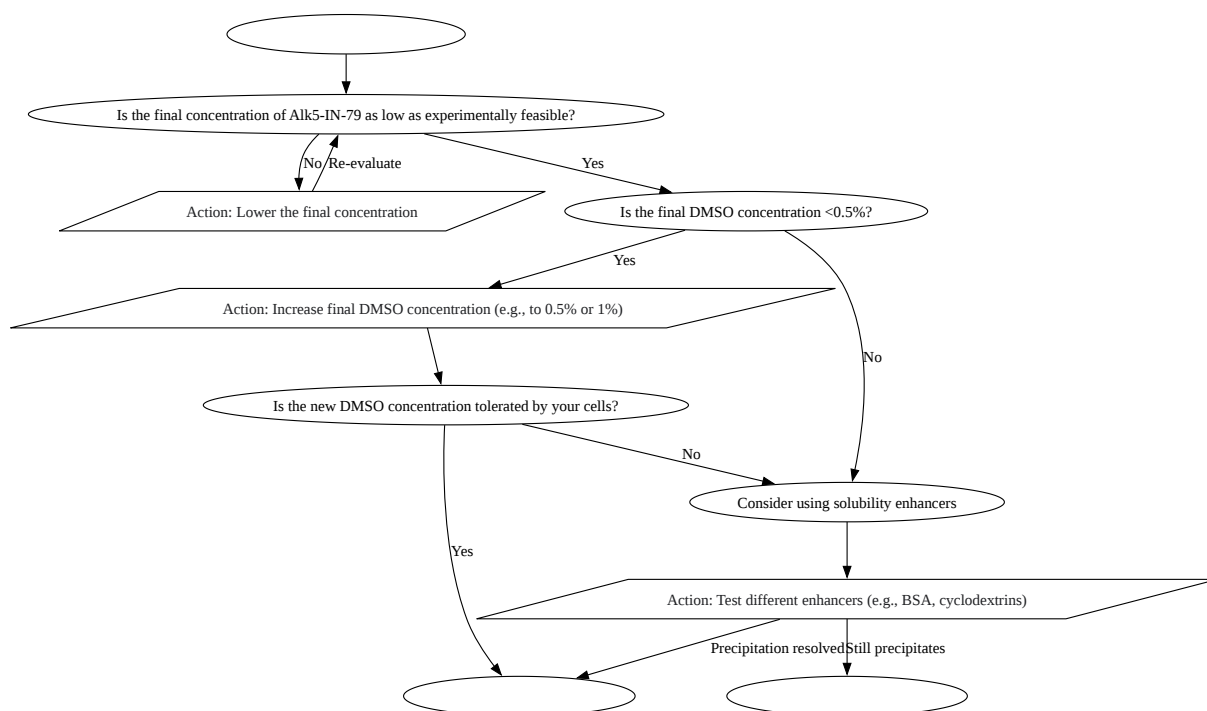 Is the final concentration of Alk5-IN-79 as low as experimentally feasible?
No
Re-evaluate
Yes
Action: Lower the final concentration
Is the final DMSO concentration <0.5%?
Yes
Action: Increase final DMSO concentration (e.g., to 0.5% or 1%)
No
Is the new DMSO concentration tolerated by your cells?
No
Consider using solubility enhancers
Yes
Action: Test different enhancers (e.g., BSA, cyclodextrins)
Precipitation resolved
Still precipitates